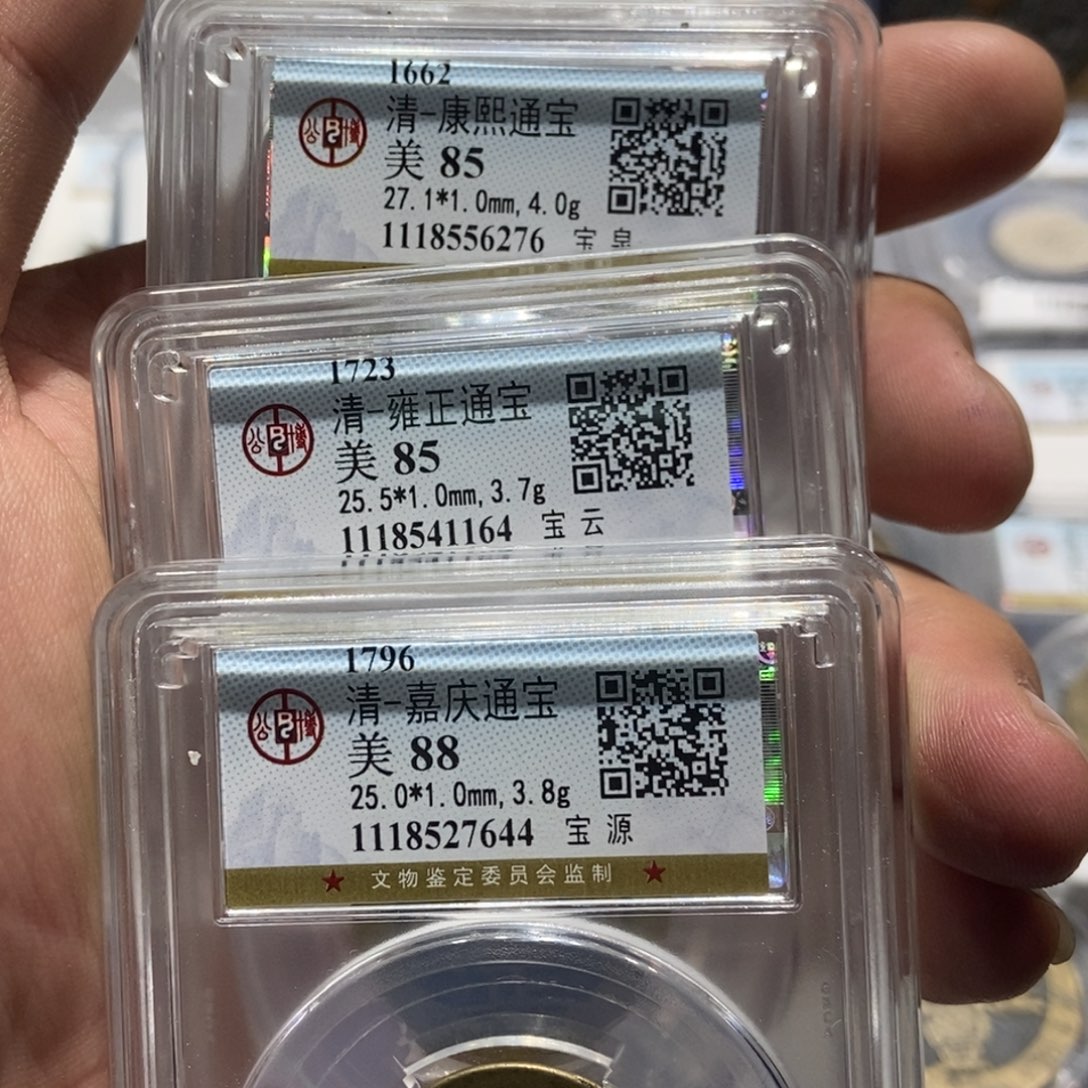 1662
清-康熙通宝
美 85
27.1*1.0mm, 4.0g
1118556276 宝 泉
1723
清-雍正通宝
美 85
25.5*1.0mm, 3.7g
1118541164 宝 云
1796
清-嘉庆通宝
美 88
25.0*1.0mm, 3.8g
1118527644 宝 源
★ 文物鉴定委员会监制 ★